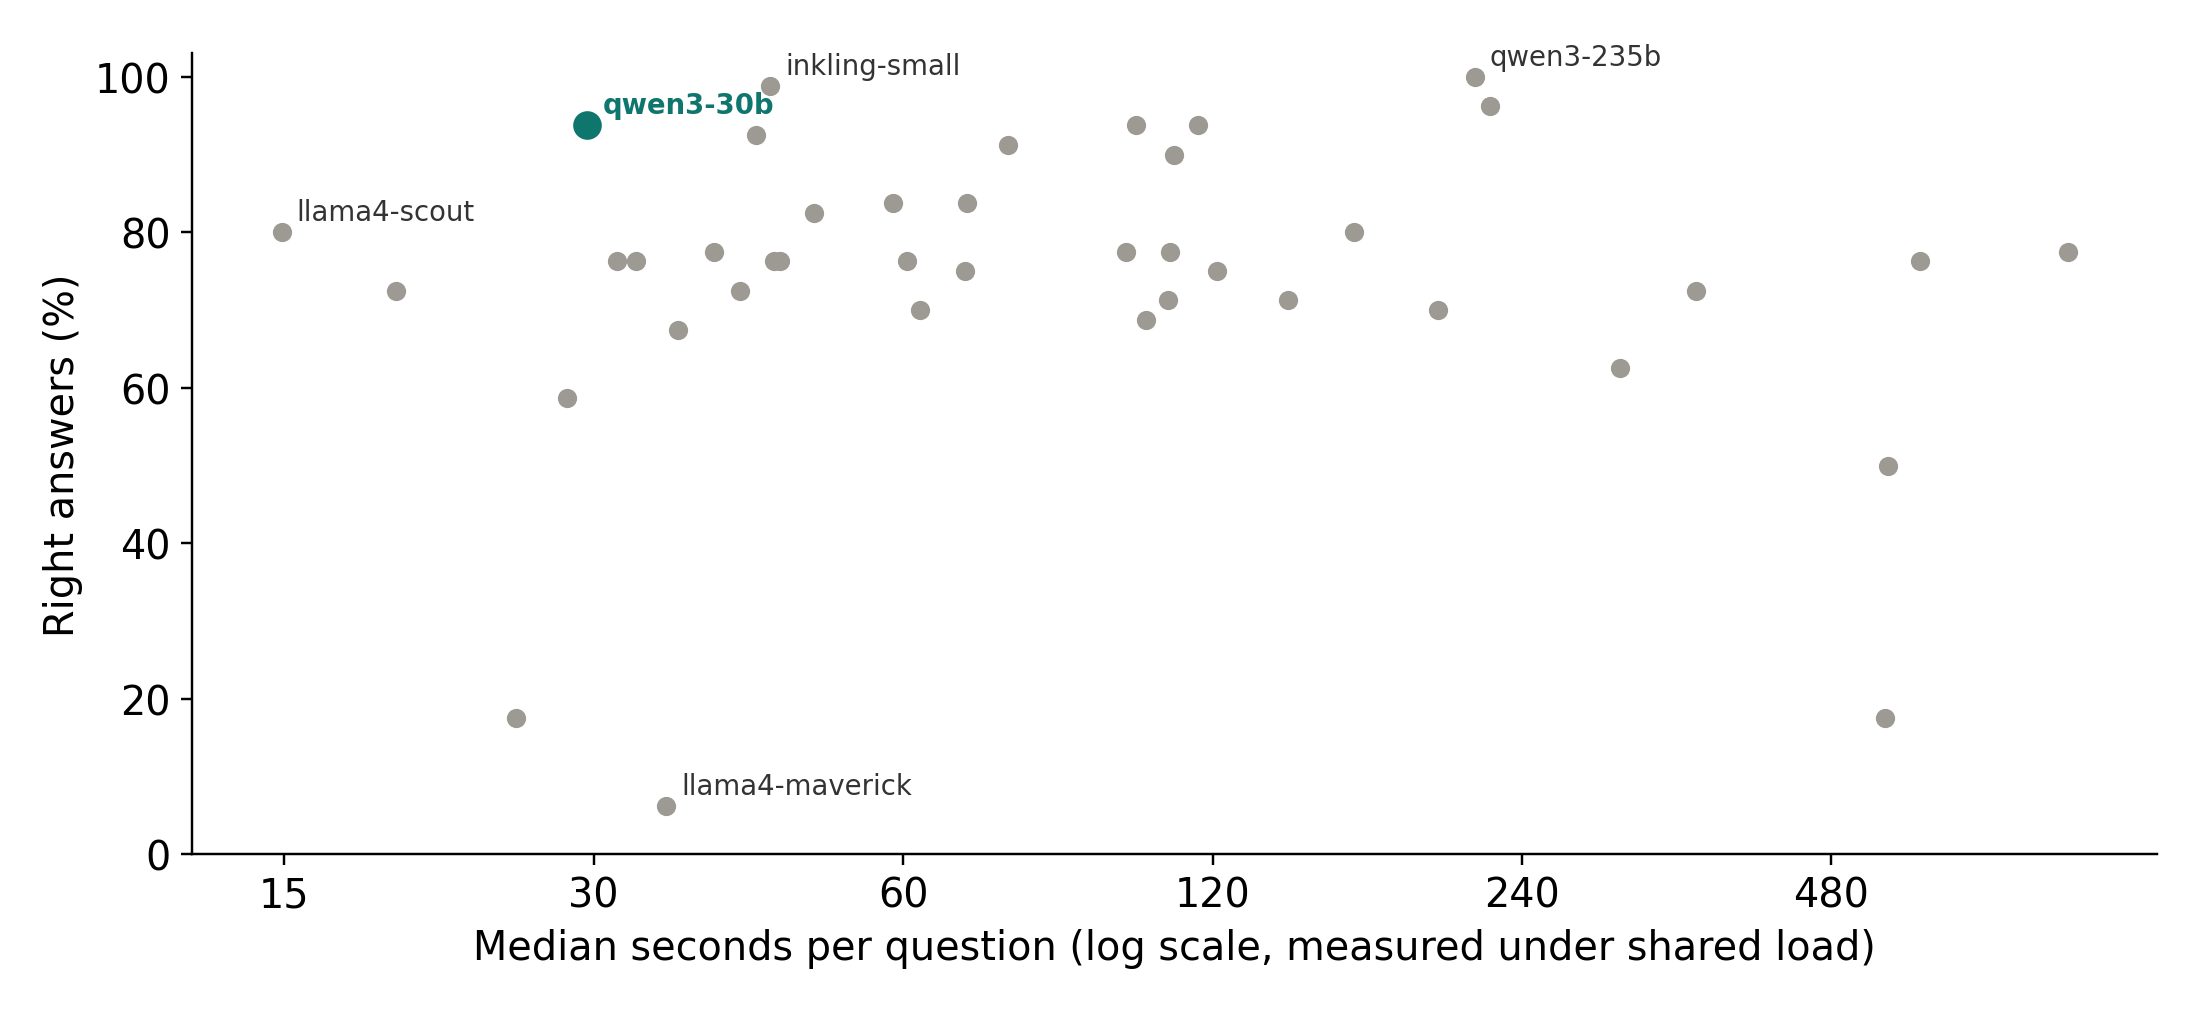 inkling-small
qwen3-235b
qwen3-30b
llama4-scout
llama4-maverick
100
80
60
40
20
0
Right answers (%)
15 30 60 120 240 480
Median seconds per question (log scale, measured under shared load)